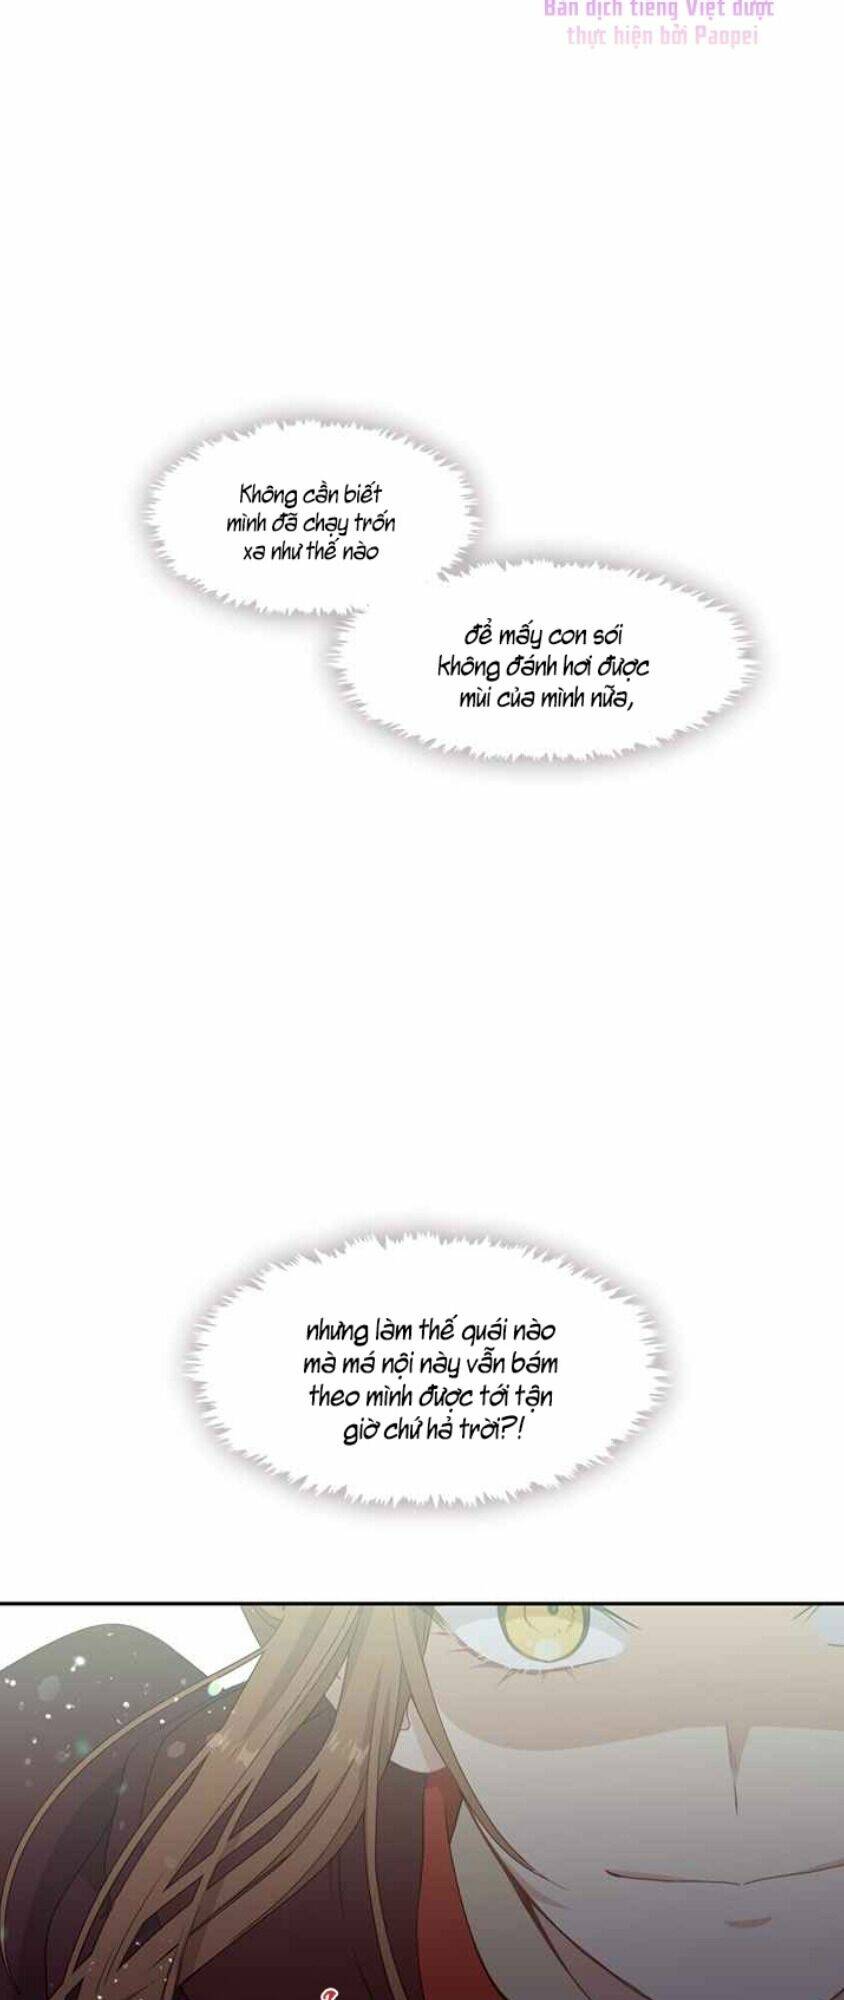 Bản dịch tiếng Việt được
thực hiện bởi Paopei
Không cần biết
mình đã chạy trốn
xa như thế nào
để mấy con sói
không đánh hơi được
mùi của mình nữa,
nhưng làm thế quái nào
mà má nội này vẫn bám
theo mình được tới tận
giờ chứ hả trời?!